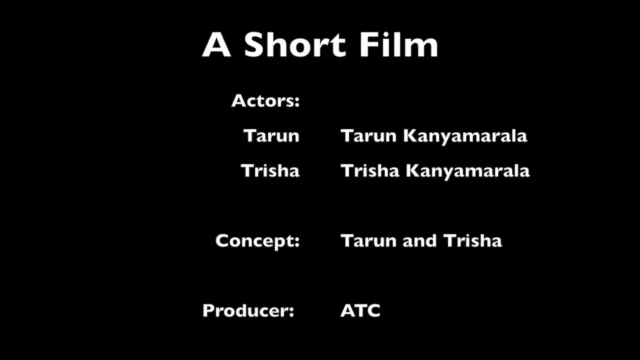 A Short Film
Actors:
Tarun Tarun Kanyamarala
Trisha Trisha Kanyamarala
Concept: Tarun and Trisha
Producer: ATC